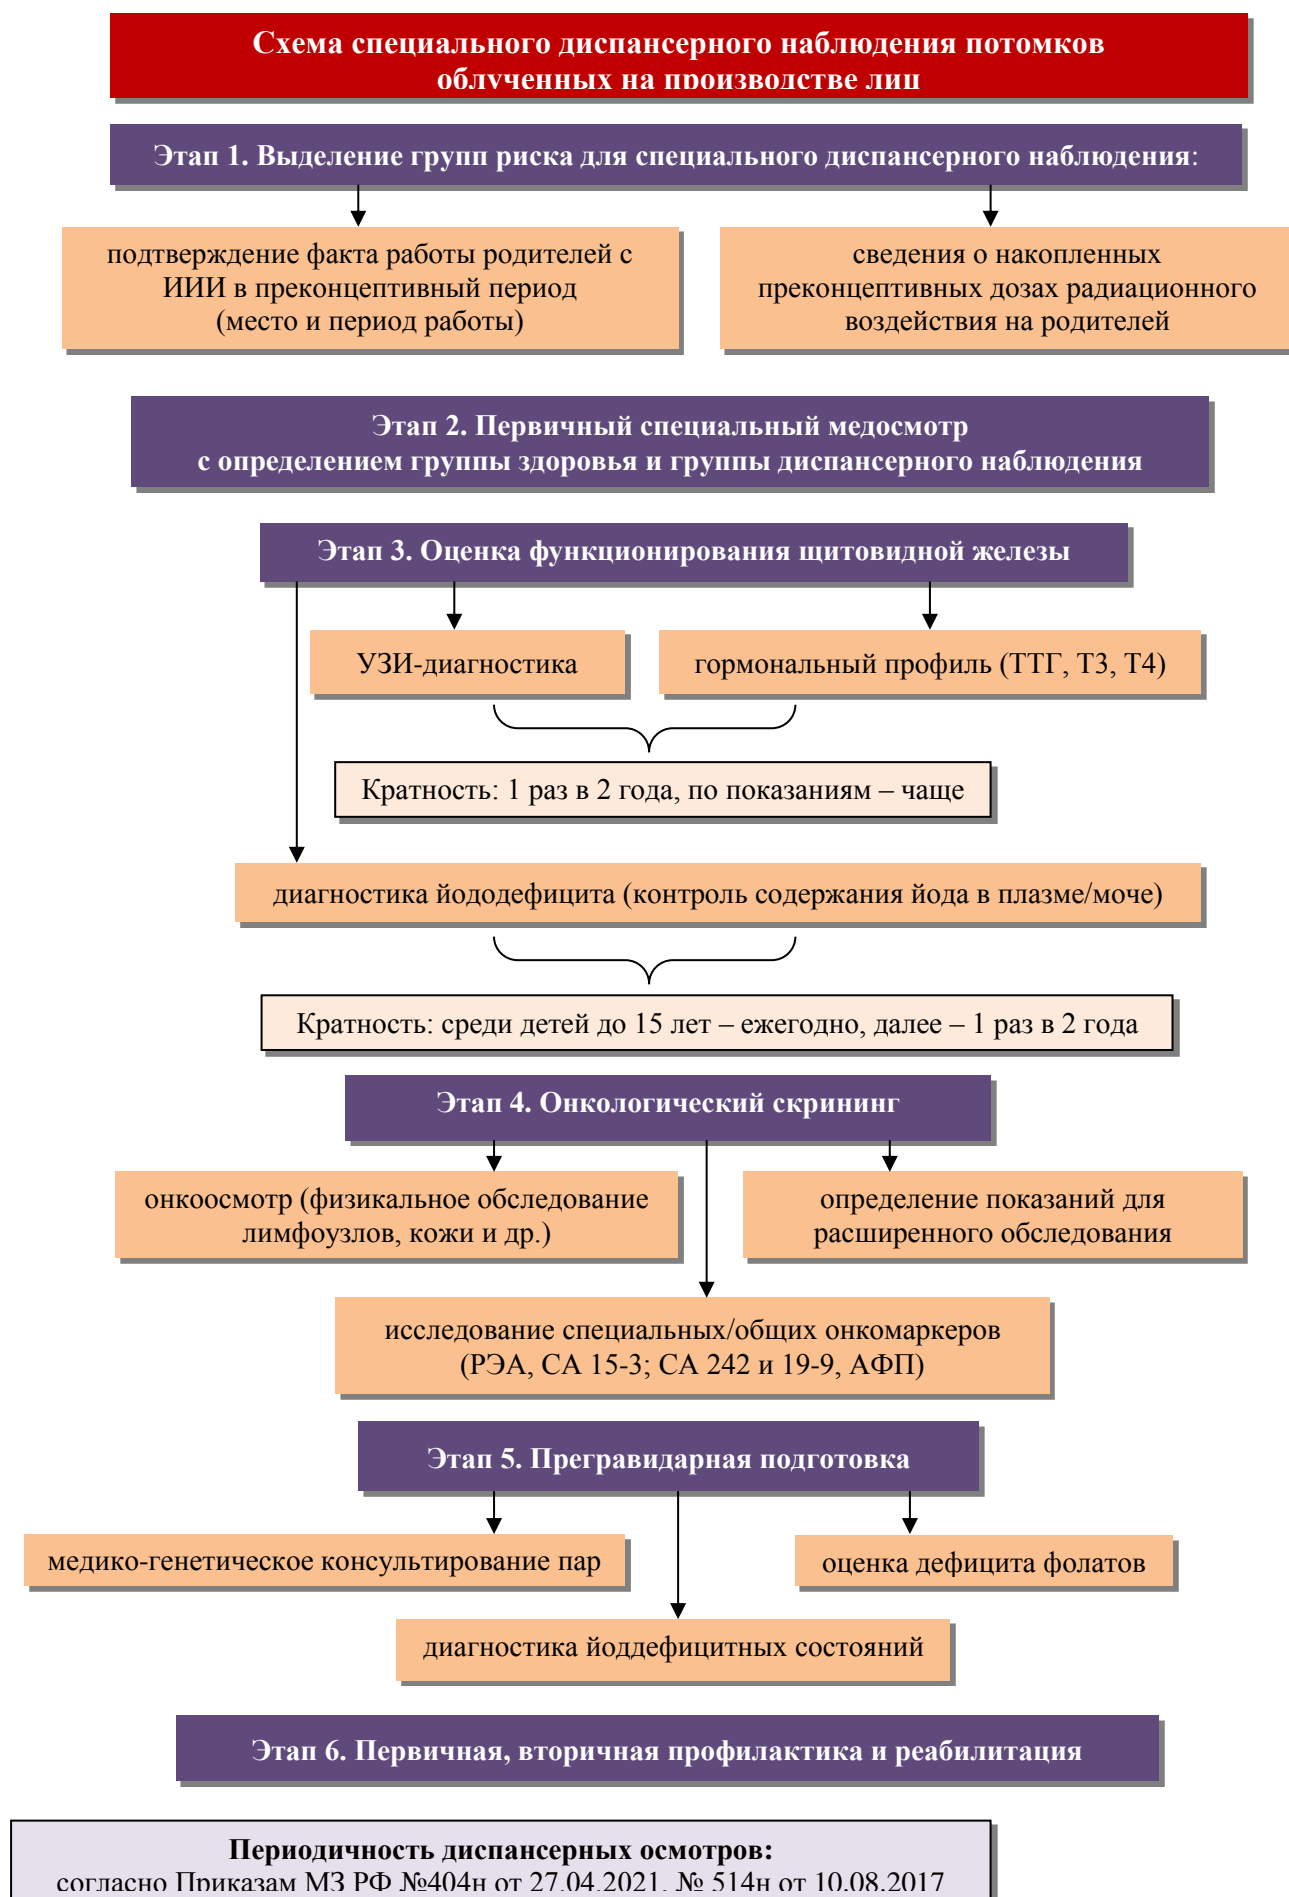 Схема специального диспансерного наблюдения потомков
облученных на производстве лиц
Этап 1. Выделение групп риска для специального диспансерного наблюдения:
подтверждение факта работы родителей с
ИИИ в преконцептивный период
(место и период работы)
сведения о накопленных
преконцептивных дозах радиационного
воздействия на родителей
Этап 2. Первичный специальный медосмотр
с определением группы здоровья и группы диспансерного наблюдения
Этап 3. Оценка функционирования щитовидной железы
УЗИ-диагностика
гормональный профиль (ТТГ, Т3, Т4)
Кратность: 1 раз в 2 года, по показаниям – чаще
диагностика йододефицита (контроль содержания йода в плазме/моче)
Кратность: среди детей до 15 лет – ежегодно, далее – 1 раз в 2 года
Этап 4. Онкологический скрининг
онкоосмотр (физикальное обследование
лимфоузлов, кожи и др.)
определение показаний для
расширенного обследования
исследование специальных/общих онкомаркеров
(РЭА, СА 15-3; СА 242 и 19-9, АФП)
Этап 5. Прегравидарная подготовка
медико-генетическое консультирование пар
оценка дефицита фолатов
диагностика йоддефицитных состояний
Этап 6. Первичная, вторичная профилактика и реабилитация
Периодичность диспансерных осмотров:
согласно Приказам МЗ РФ №404н от 27.04.2021, № 514н от 10.08.2017